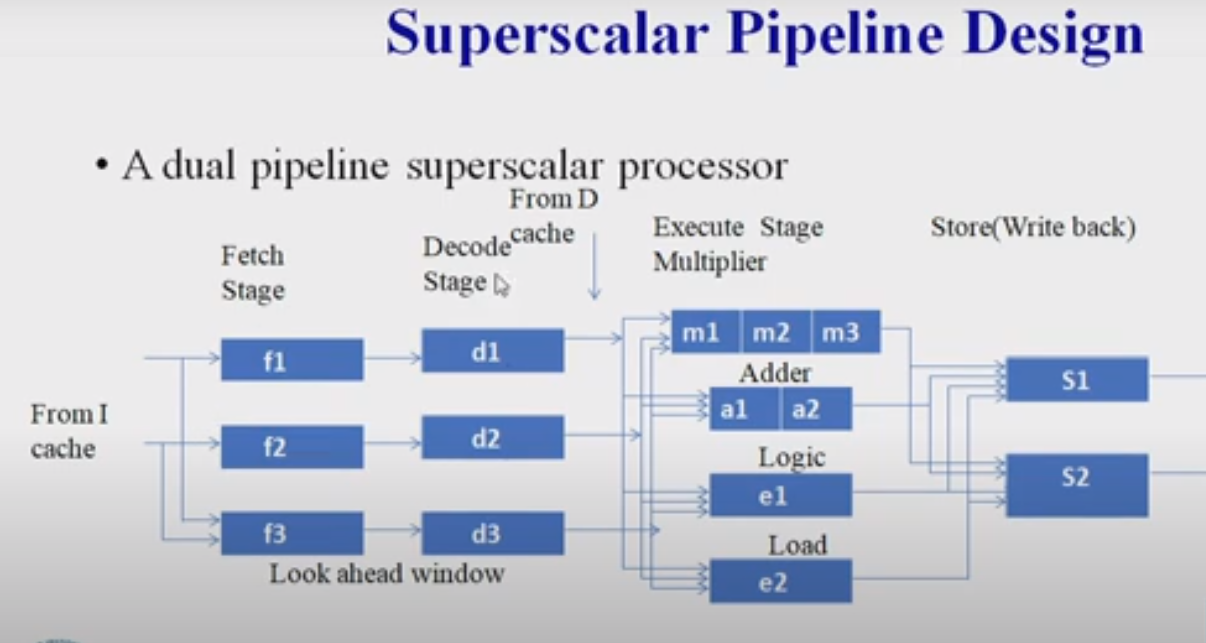 Superscalar Pipeline Design
• A dual pipeline superscalar processor
From D
cache
Fetch
Stage
Decode
Stage
Execute Stage
Multiplier
Store(Write back)
From I
cache
f1
d1
m1 m2 m3
S1
Adder
a1 a2
f2
d2
Logic
e1
S2
f3
d3
Load
e2
Look ahead window